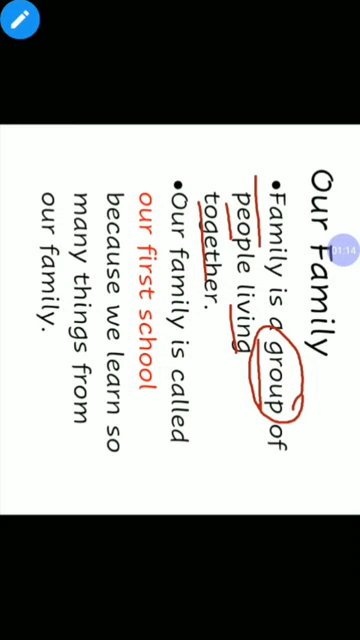 Our Family
•Family is a group of
people living
together.
•Our family is called
our first school
because we learn so
many things from
our family.
01:14